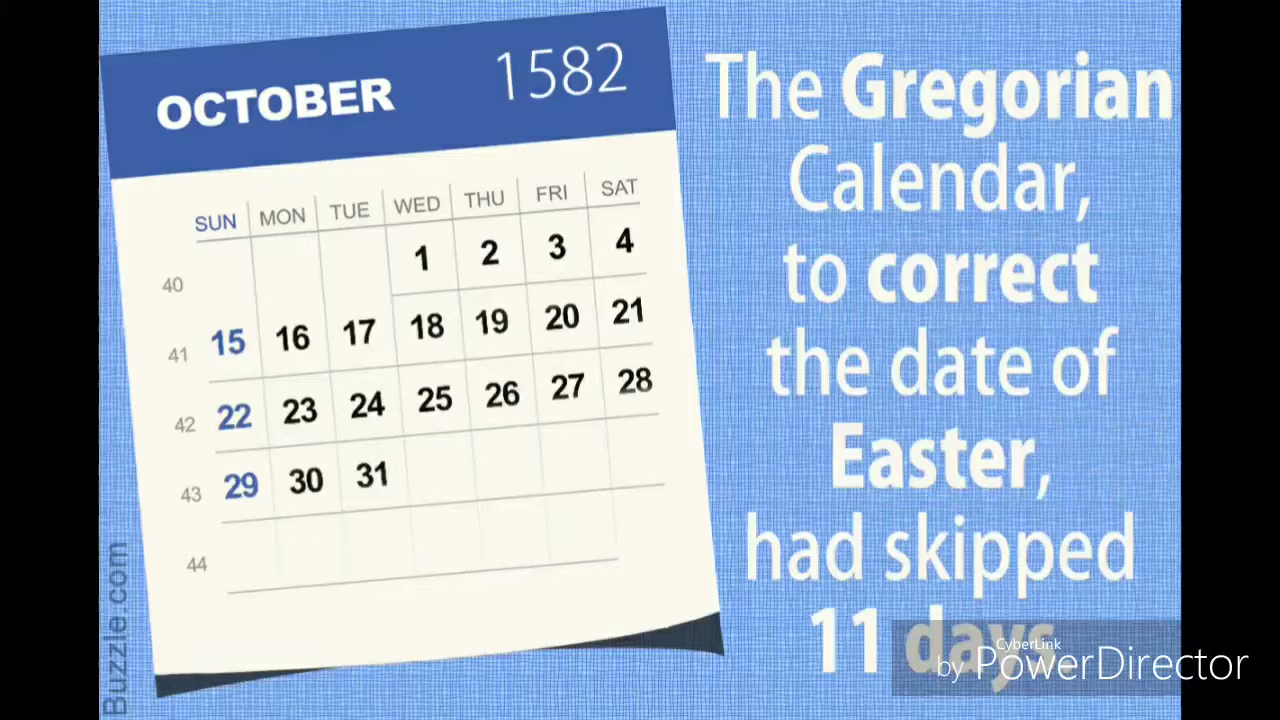 OCTOBER 1582
SUN MON TUE WED THU FRI SAT
40 1 2 3 4
41 15 16 17 18 19 20 21
42 22 23 24 25 26 27 28
43 29 30 31
44
The Gregorian
Calendar,
to correct
the date of
Easter,
had skipped
11 days.
Buzzle.com
CyberLink
by PowerDirector